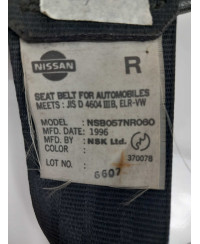 NISSAN R
SEAT BELT FOR AUTOMOBILES
MEETS : JIS D 4604 ⅢB, ELR-VW
MODEL : NSB057NR060
MFD. DATE: 1996
MFD. BY : NSK Ltd.
COLOR :
370078
LOT NO. :
6607